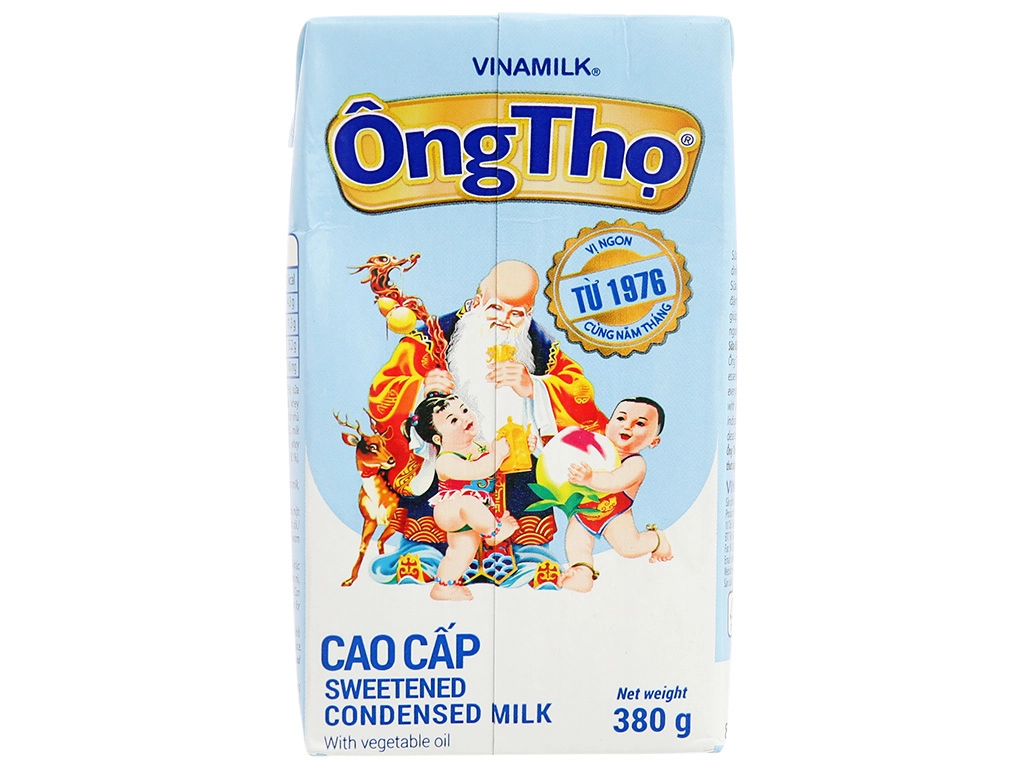 VINAMILK®
Ông Thọ®
VỊ NGON
TỪ 1976
CÙNG NĂM THÁNG
CAO CẤP
SWEETENED
CONDENSED MILK
With vegetable oil
Net weight
380 g